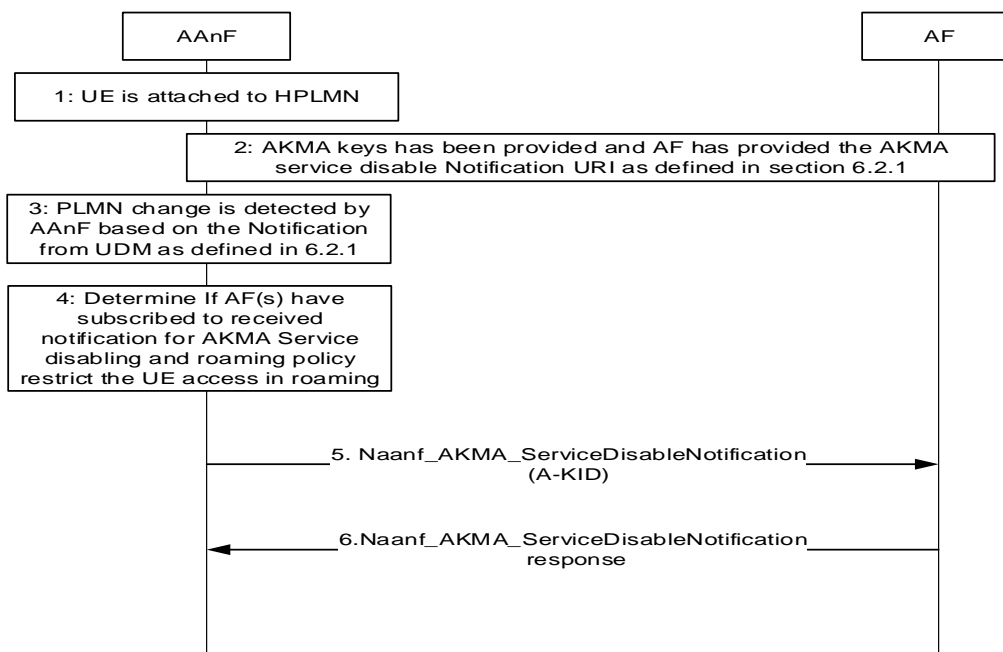 AAnF
AF
1: UE is attached to HPLMN
2: AKMA keys has been provided and AF has provided the AKMA
service disable Notification URI as defined in section 6.2.1
3: PLMN change is detected by
AAnF based on the Notification
from UDM as defined in 6.2.1
4: Determine If AF(s) have
subscribed to received
notification for AKMA Service
disabling and roaming policy
restrict the UE access in roaming
5. Naanf_AKMA_ServiceDisableNotification
(A-KID)
6.Naanf_AKMA_ServiceDisableNotification
response